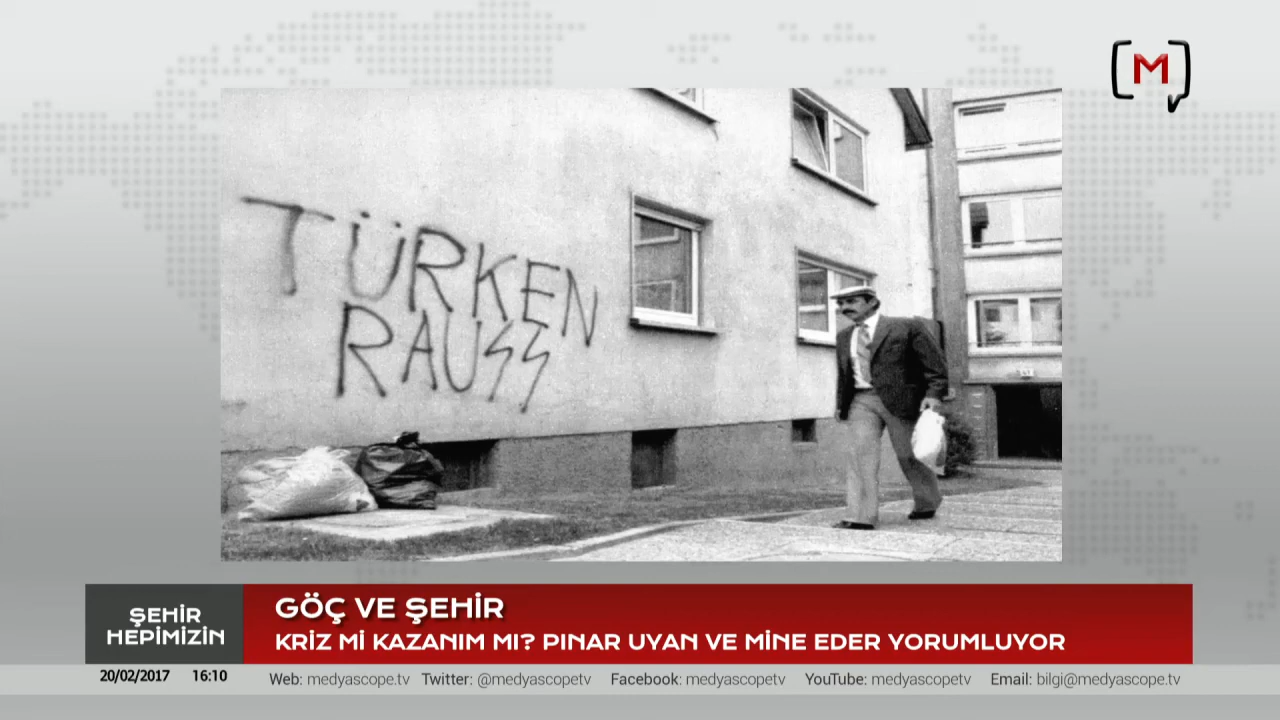 M
TÜRKEN
RAUSS
ŞEHİR
HEPİMİZİN
GÖÇ VE ŞEHİR
KRİZ Mİ KAZANIM MI? PINAR UYAN VE MİNE EDER YORUMLUYOR
20/02/2017 16:10 Web: medyascope.tv Twitter: @medyascopetv Facebook: medyascopetv YouTube: medyascopetv Email: bilgi@medyascope.tv